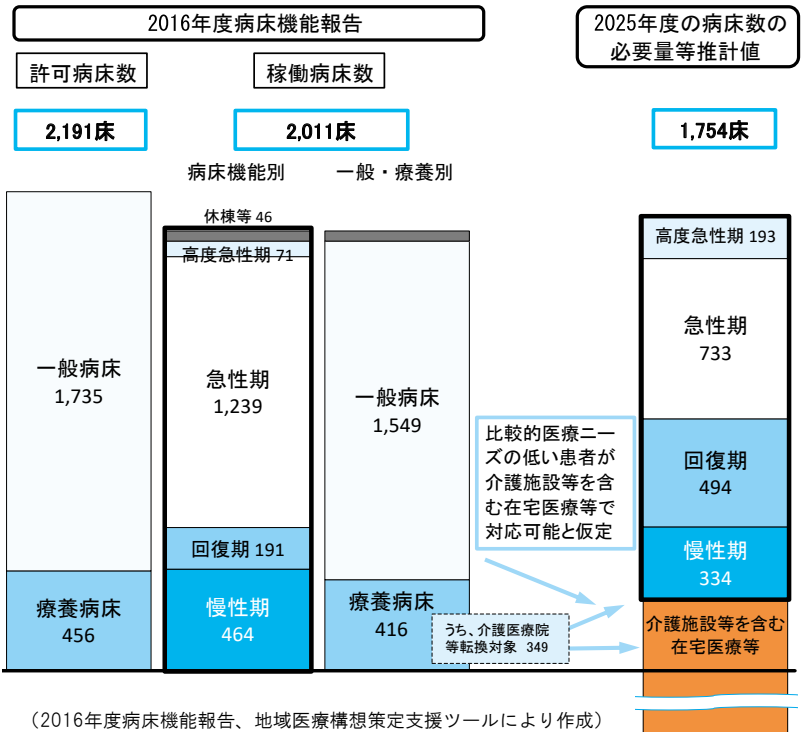 2016年度病床機能報告
2025年度の病床数の
必要量等推計値
許可病床数
稼働病床数
2,191床
2,011床
1,754床
病床機能別
一般・療養別
休棟等 46
高度急性期 71
急性期
1,239
回復期 191
慢性期
464
一般病床
1,735
療養病床
456
一般病床
1,549
療養病床
416
比較的医療ニー
ズの低い患者が
介護施設等を含
む在宅医療等で
対応可能と仮定
うち、介護医療院
等転換対象 349
高度急性期 193
急性期
733
回復期
494
慢性期
334
介護施設等を含む
在宅医療等
（2016年度病床機能報告、地域医療構想策定支援ツールにより作成）